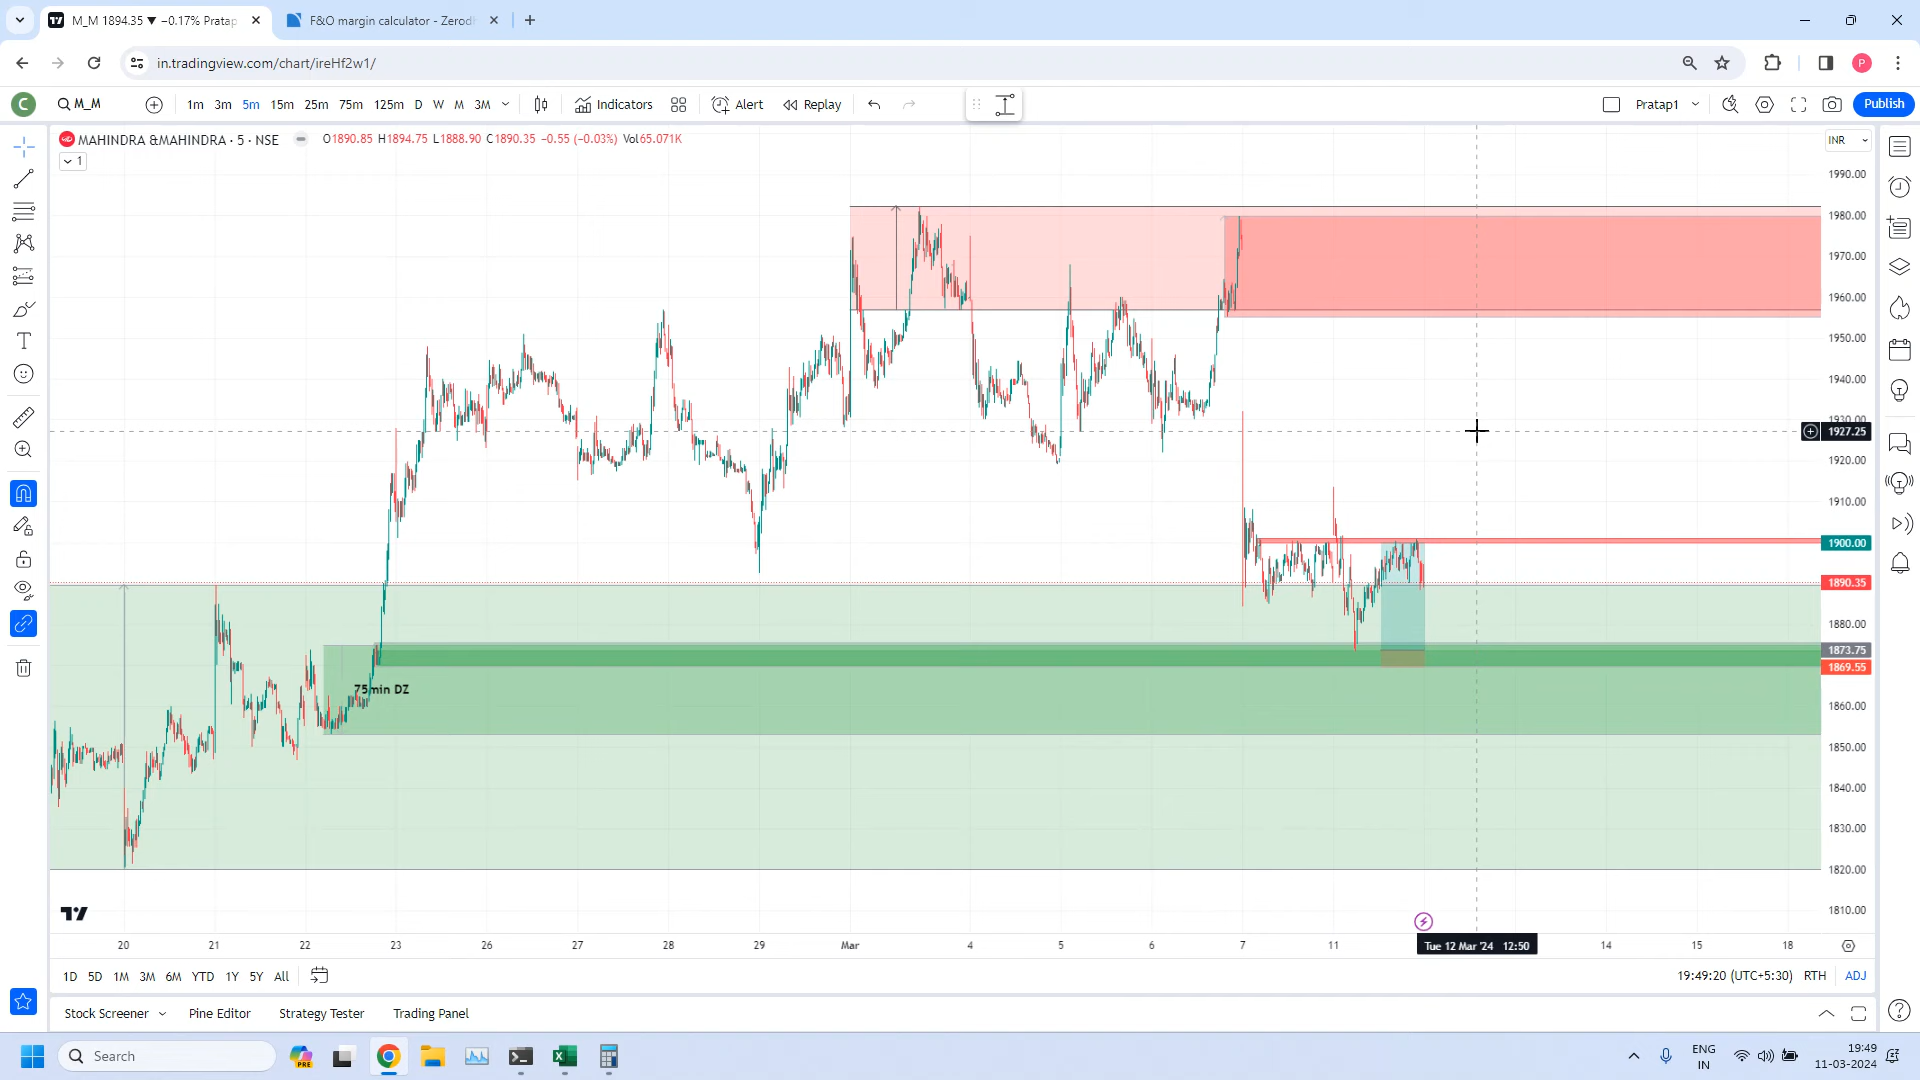 M_M 1894.35 ▼ −0.17% Pratap
F&O margin calculator - Zerod
in.tradingview.com/chart/ireHf2w1/
P
C
M_M
1m 3m 5m 15m 25m 75m 125m D W M 3M
Indicators
Alert
Replay
Pratap1
Publish
MAHINDRA &MAHINDRA · 5 · NSE
O1890.85 H1894.75 L1888.90 C1890.35 −0.55 (−0.03%) Vol65.071K
1
INR
1990.00
1980.00
1970.00
1960.00
1950.00
1940.00
1930.00
1927.25
1920.00
1910.00
1900.00
1890.35
1880.00
1873.75
1869.55
1860.00
1850.00
1840.00
1830.00
1820.00
1810.00
75min DZ
20 21 22 23 26 27 28 29 Mar 4 5 6 7 11 Tue 12 Mar '24 12:50 14 15 18
1D 5D 1M 3M 6M YTD 1Y 5Y All
19:49:20 (UTC+5:30) RTH ADJ
Stock Screener Pine Editor Strategy Tester Trading Panel
Search
PRE
ENG
IN
19:49
11-03-2024